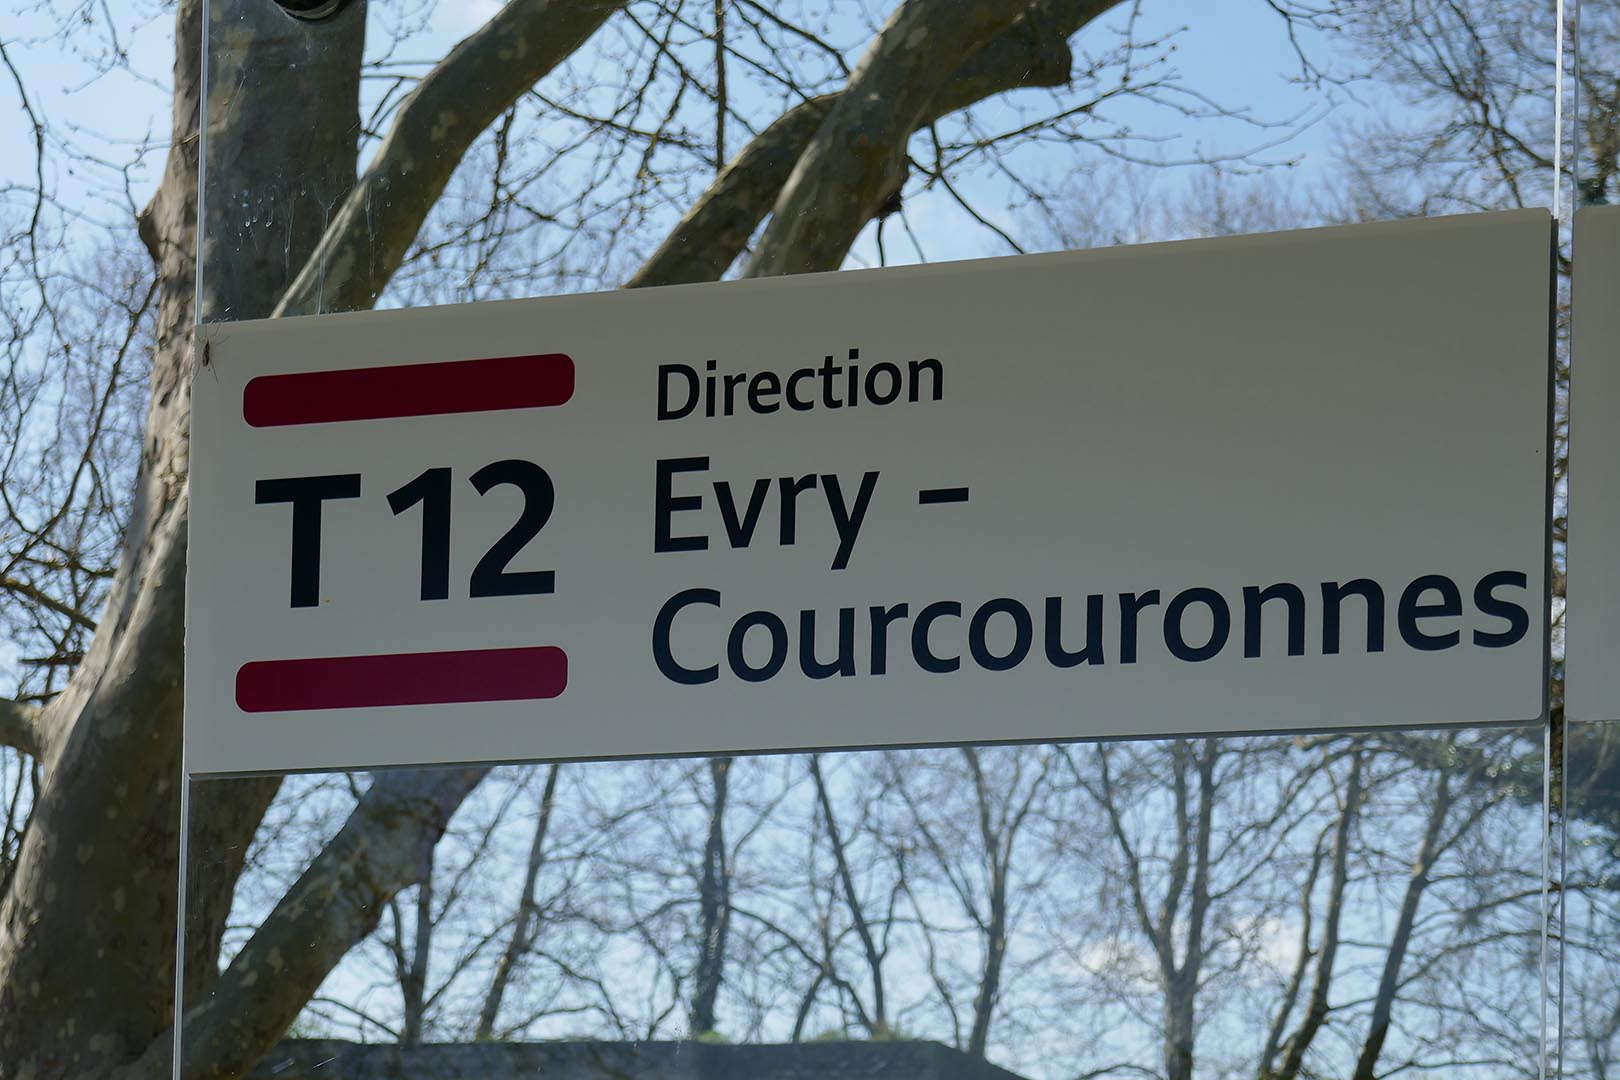 T12
Direction
Evry –
Courcouronnes